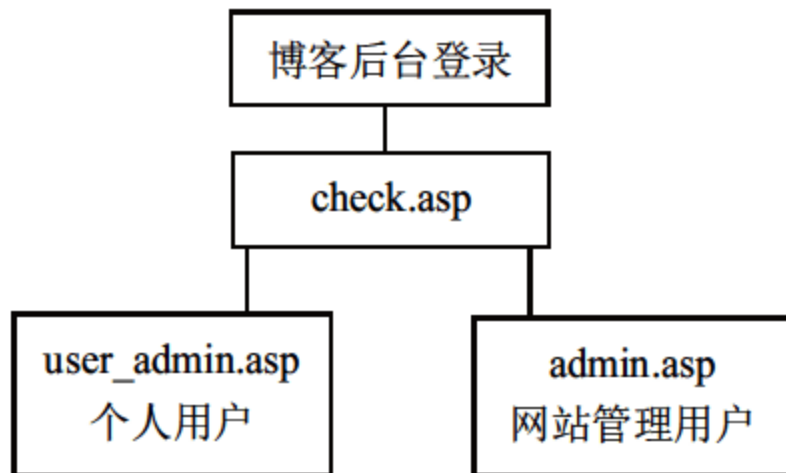 博客后台登录
check.asp
user_admin.asp
个人用户
admin.asp
网站管理用户